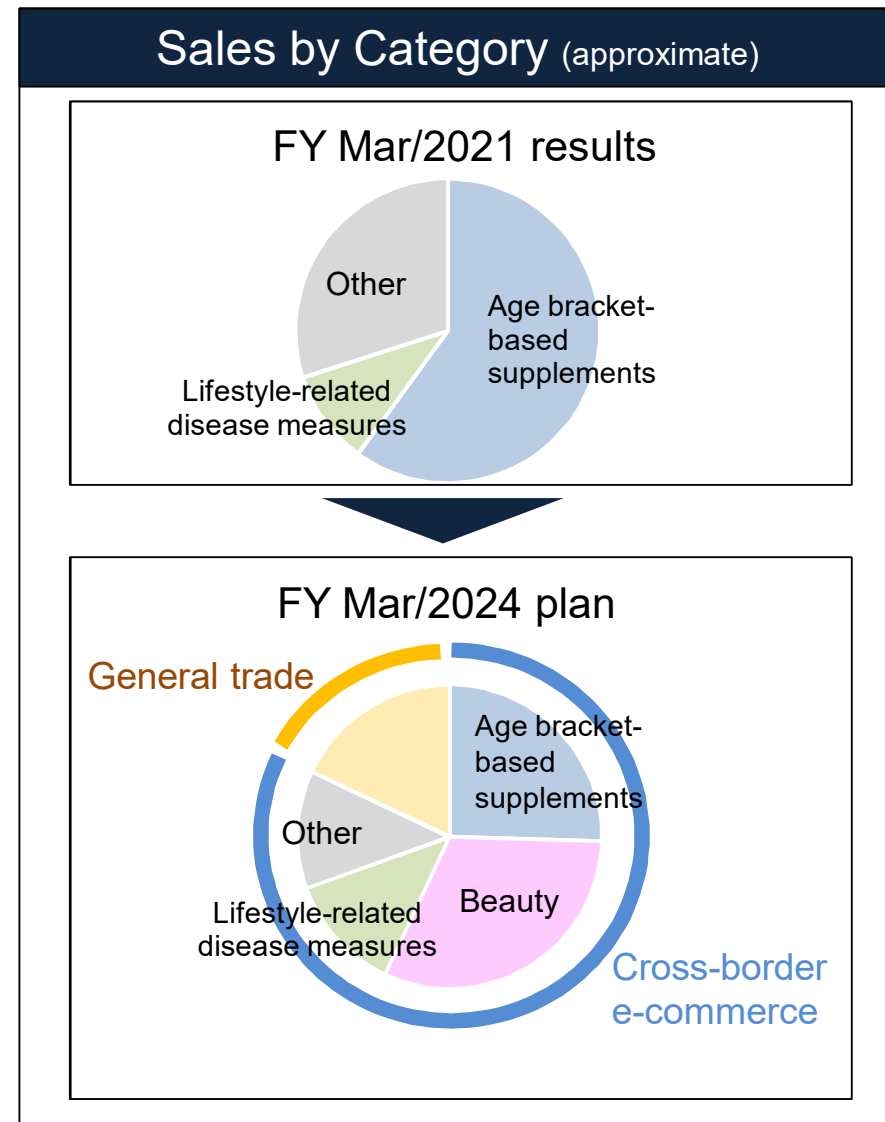 Sales by Category (approximate)
FY Mar/2021 results
Other
Age bracket-
based
supplements
Lifestyle-related
disease measures
FY Mar/2024 plan
General trade
Age bracket-
based
supplements
Other
Beauty
Lifestyle-related
disease measures
Cross-border
e-commerce